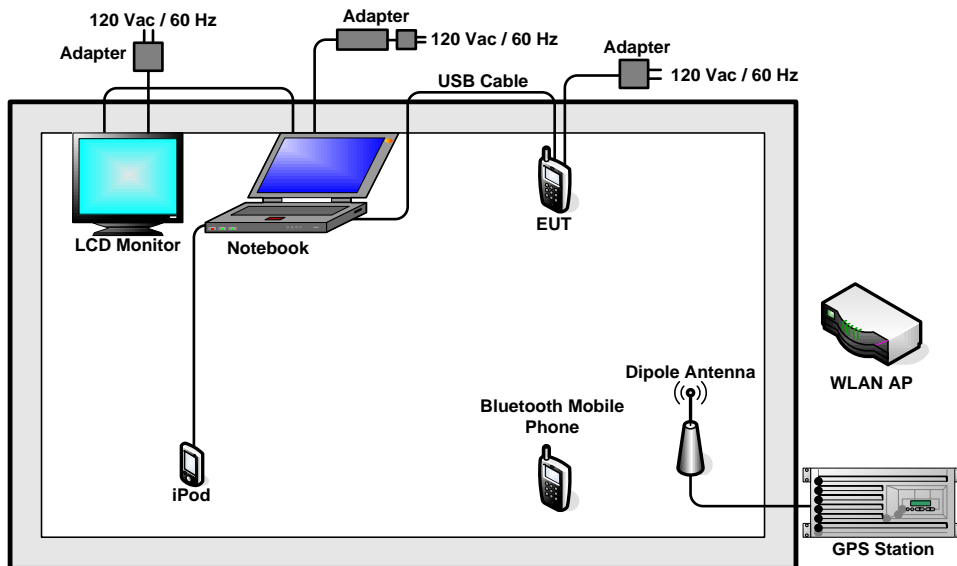 120 Vac / 60 Hz
Adapter
Adapter
120 Vac / 60 Hz
Adapter
120 Vac / 60 Hz
USB Cable
LCD Monitor
Notebook
EUT
WLAN AP
Dipole Antenna
Bluetooth Mobile
Phone
iPod
GPS Station